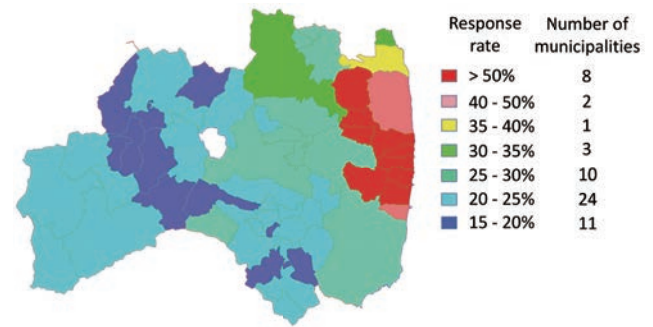 Response rate Number of municipalities
> 50% 8
40 - 50% 2
35 - 40% 1
30 - 35% 3
25 - 30% 10
20 - 25% 24
15 - 20% 11